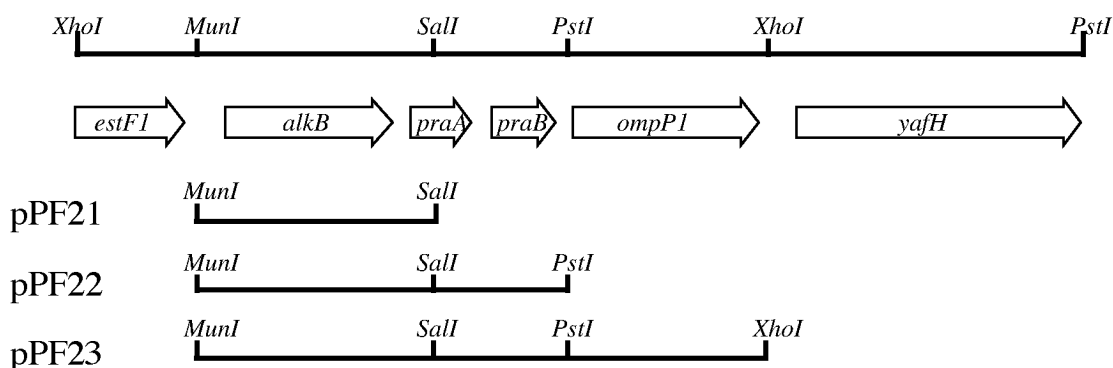 XhoI MunI SalI PstI XhoI PstI
estF1 alkB praA praB ompP1 yafH
MunI SalI
pPF21
MunI SalI PstI
pPF22
MunI SalI PstI XhoI
pPF23